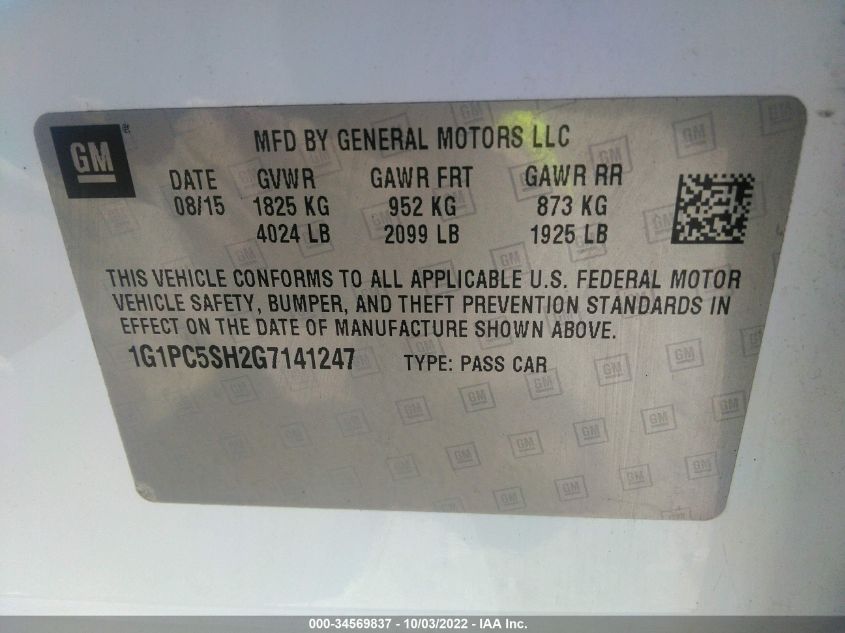 GM
MFD BY GENERAL MOTORS LLC
DATE GVWR GAWR FRT GAWR RR
08/15 1825 KG 952 KG 873 KG
4024 LB 2099 LB 1925 LB
THIS VEHICLE CONFORMS TO ALL APPLICABLE U.S. FEDERAL MOTOR
VEHICLE SAFETY, BUMPER, AND THEFT PREVENTION STANDARDS IN
EFFECT ON THE DATE OF MANUFACTURE SHOWN ABOVE.
1G1PC5SH2G7141247 TYPE: PASS CAR
000-34569837 - 10/03/2022 - IAA Inc.